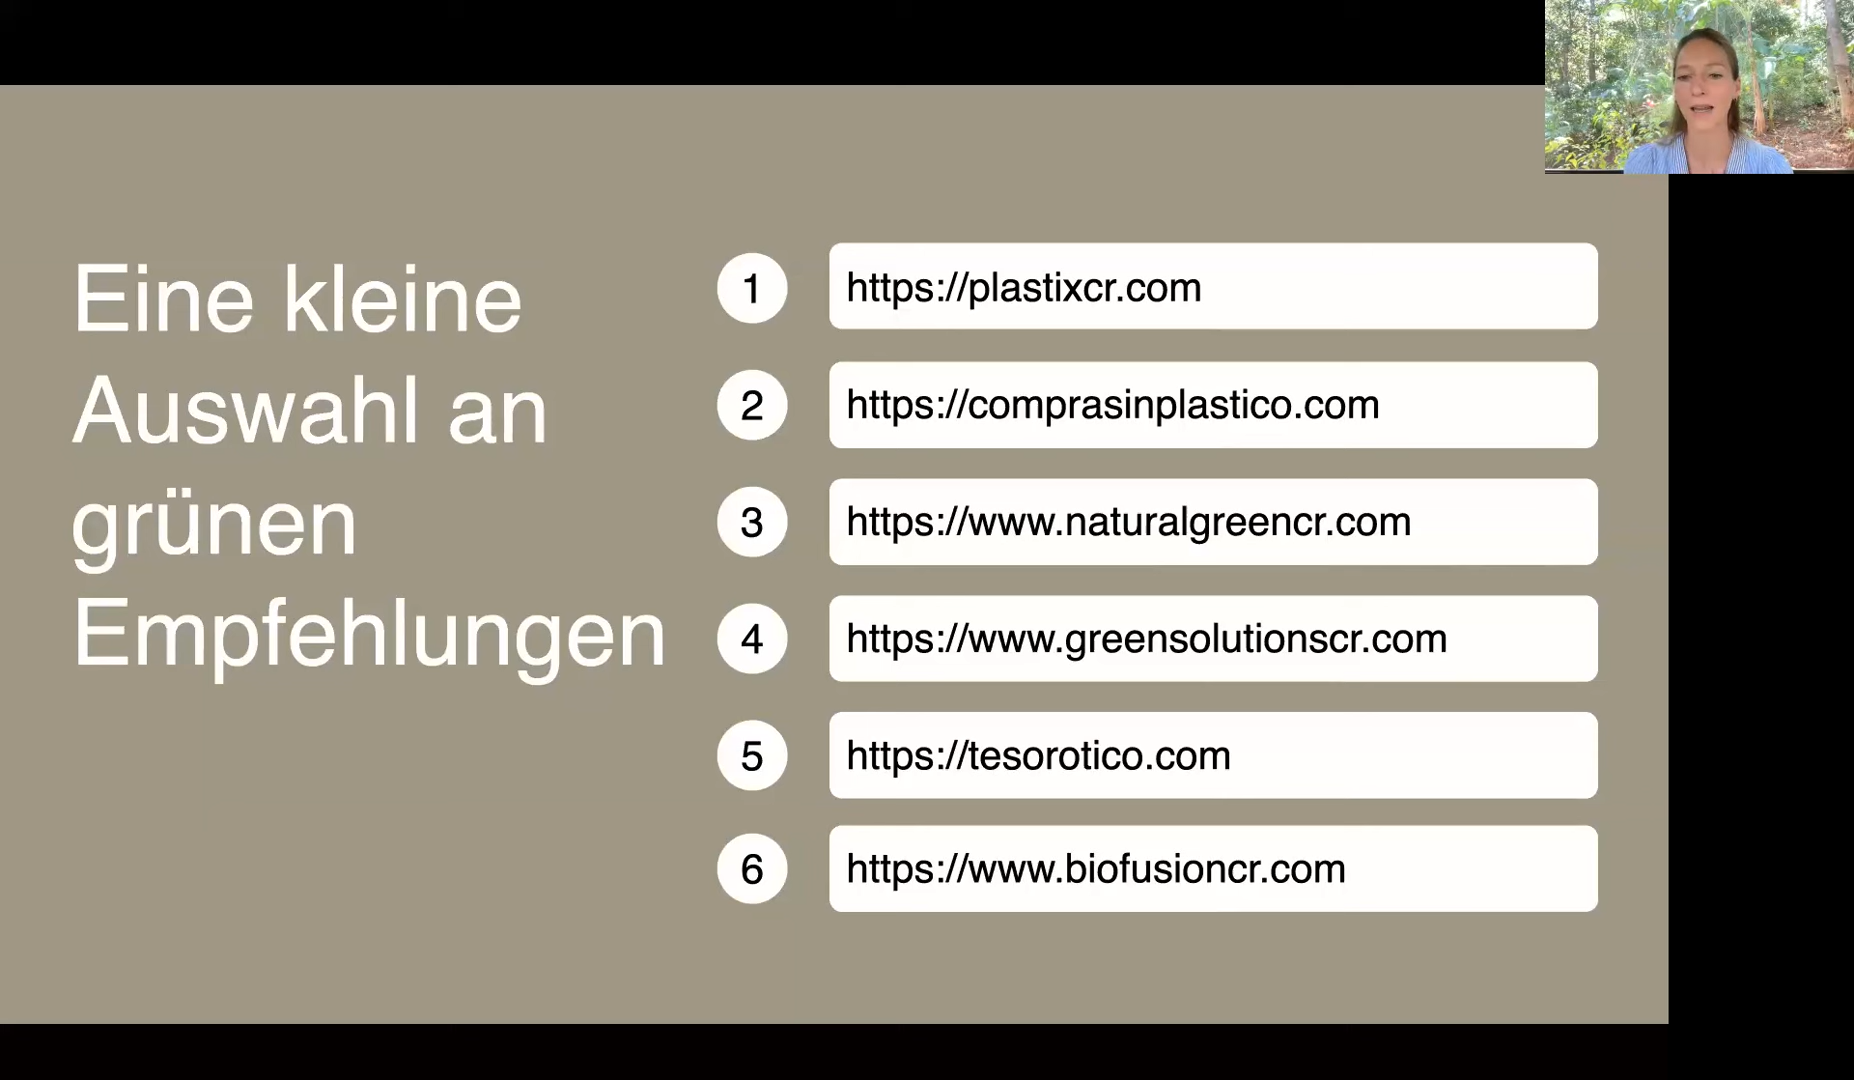 Eine kleine
Auswahl an
grünen
Empfehlungen
1 https://plastixcr.com
2 https://comprasinplastico.com
3 https://www.naturalgreencr.com
4 https://www.greensolutionscr.com
5 https://tesorotico.com
6 https://www.biofusioncr.com